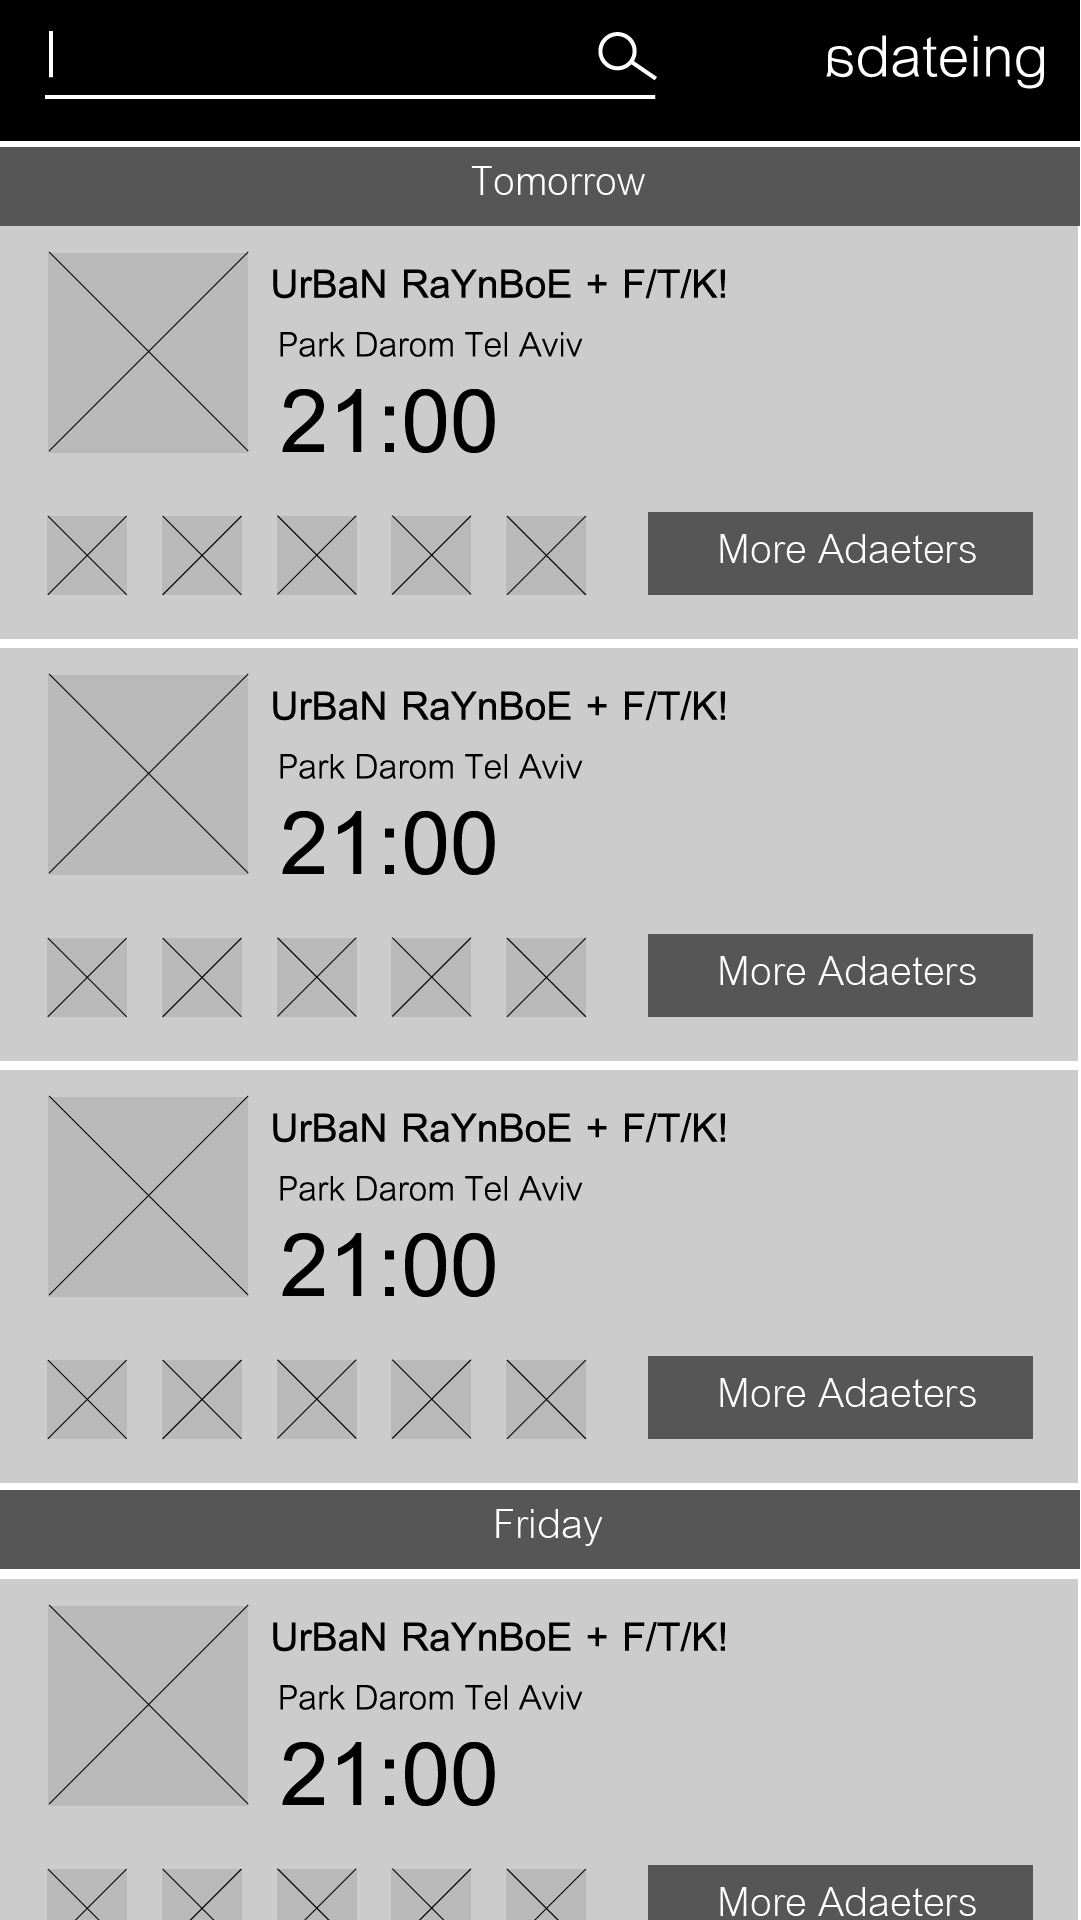 adateing
Tomorrow
UrBaN RaYnBoE + F/T/K!
Park Darom Tel Aviv
21:00
More Adaeters
UrBaN RaYnBoE + F/T/K!
Park Darom Tel Aviv
21:00
More Adaeters
UrBaN RaYnBoE + F/T/K!
Park Darom Tel Aviv
21:00
More Adaeters
Friday
UrBaN RaYnBoE + F/T/K!
Park Darom Tel Aviv
21:00
More Adaeters